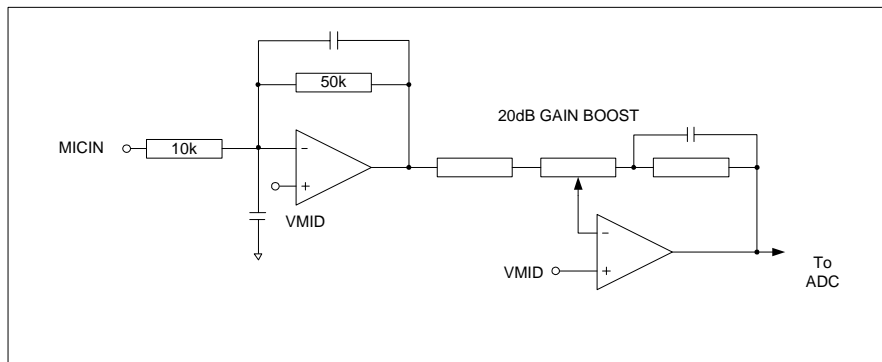 50k
20dB GAIN BOOST
MICIN
10k
VMID
VMID
To
ADC